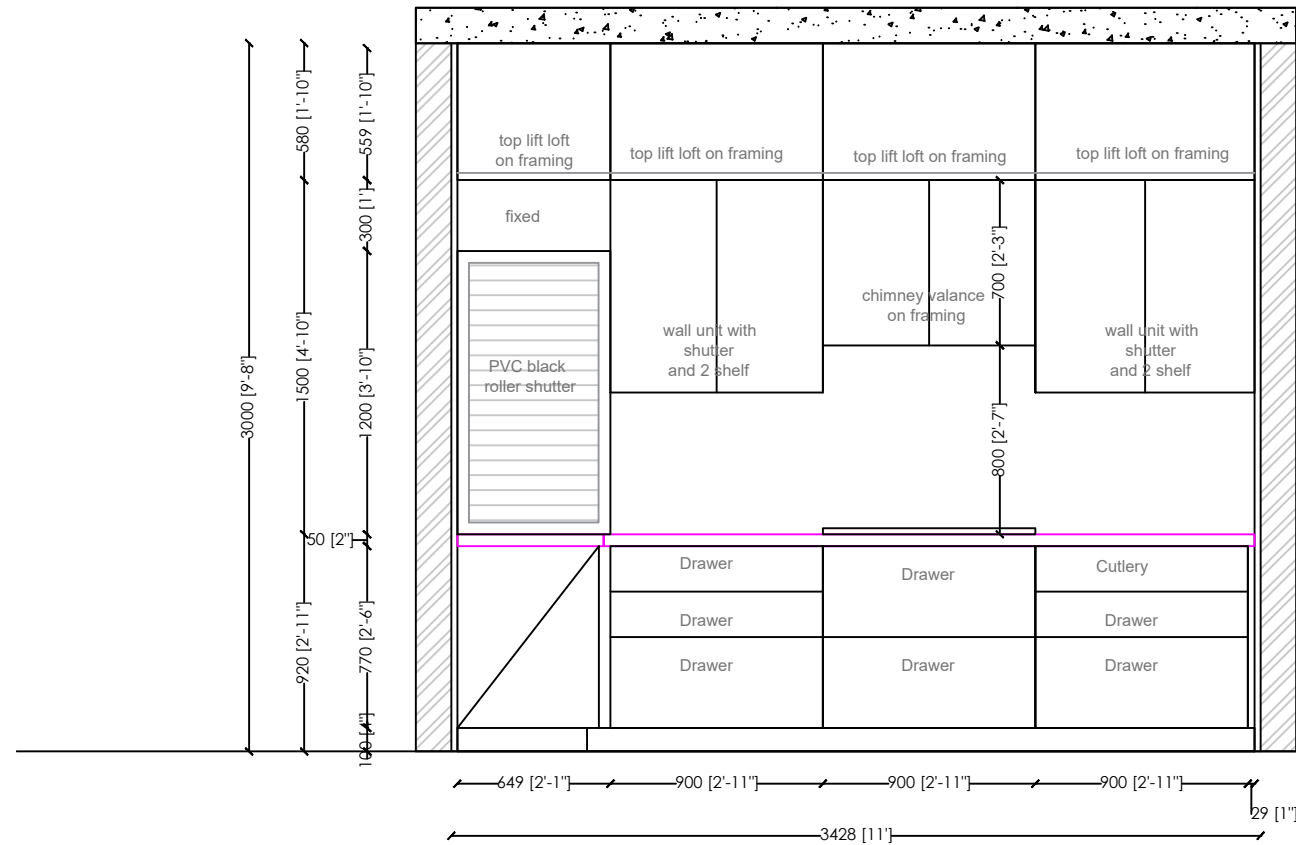 top lift loft
on framing
top lift loft on framing
top lift loft on framing
top lift loft on framing
fixed
chimney valance
on framing
wall unit with
shutter
and 2 shelf
wall unit with
shutter
and 2 shelf
PVC black
roller shutter
Drawer
Drawer
Cutlery
Drawer
Drawer
Drawer
Drawer
Drawer
3000 [9'-8"]
580 [1'-10"]
1500 [4'-10"]
920 [2'-11"]
559 [1'-10"]
300 [1']
1200 [3'-10"]
50 [2"]
770 [2'-6"]
100 [4"]
700 [2'-3"]
800 [2'-7"]
649 [2'-1"]
900 [2'-11"]
900 [2'-11"]
900 [2'-11"]
29 [1"]
3428 [11']